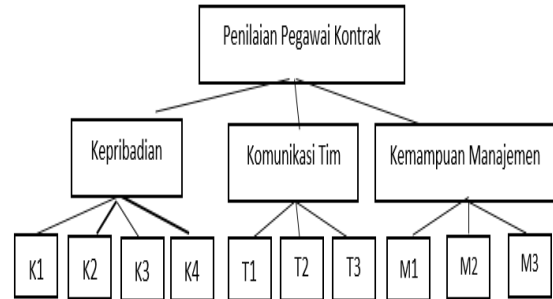 Penilaian Pegawai Kontrak
Kepribadian
Komunikasi Tim
Kemampuan Manajemen
K1
K2
K3
K4
T1
T2
T3
M1
M2
M3